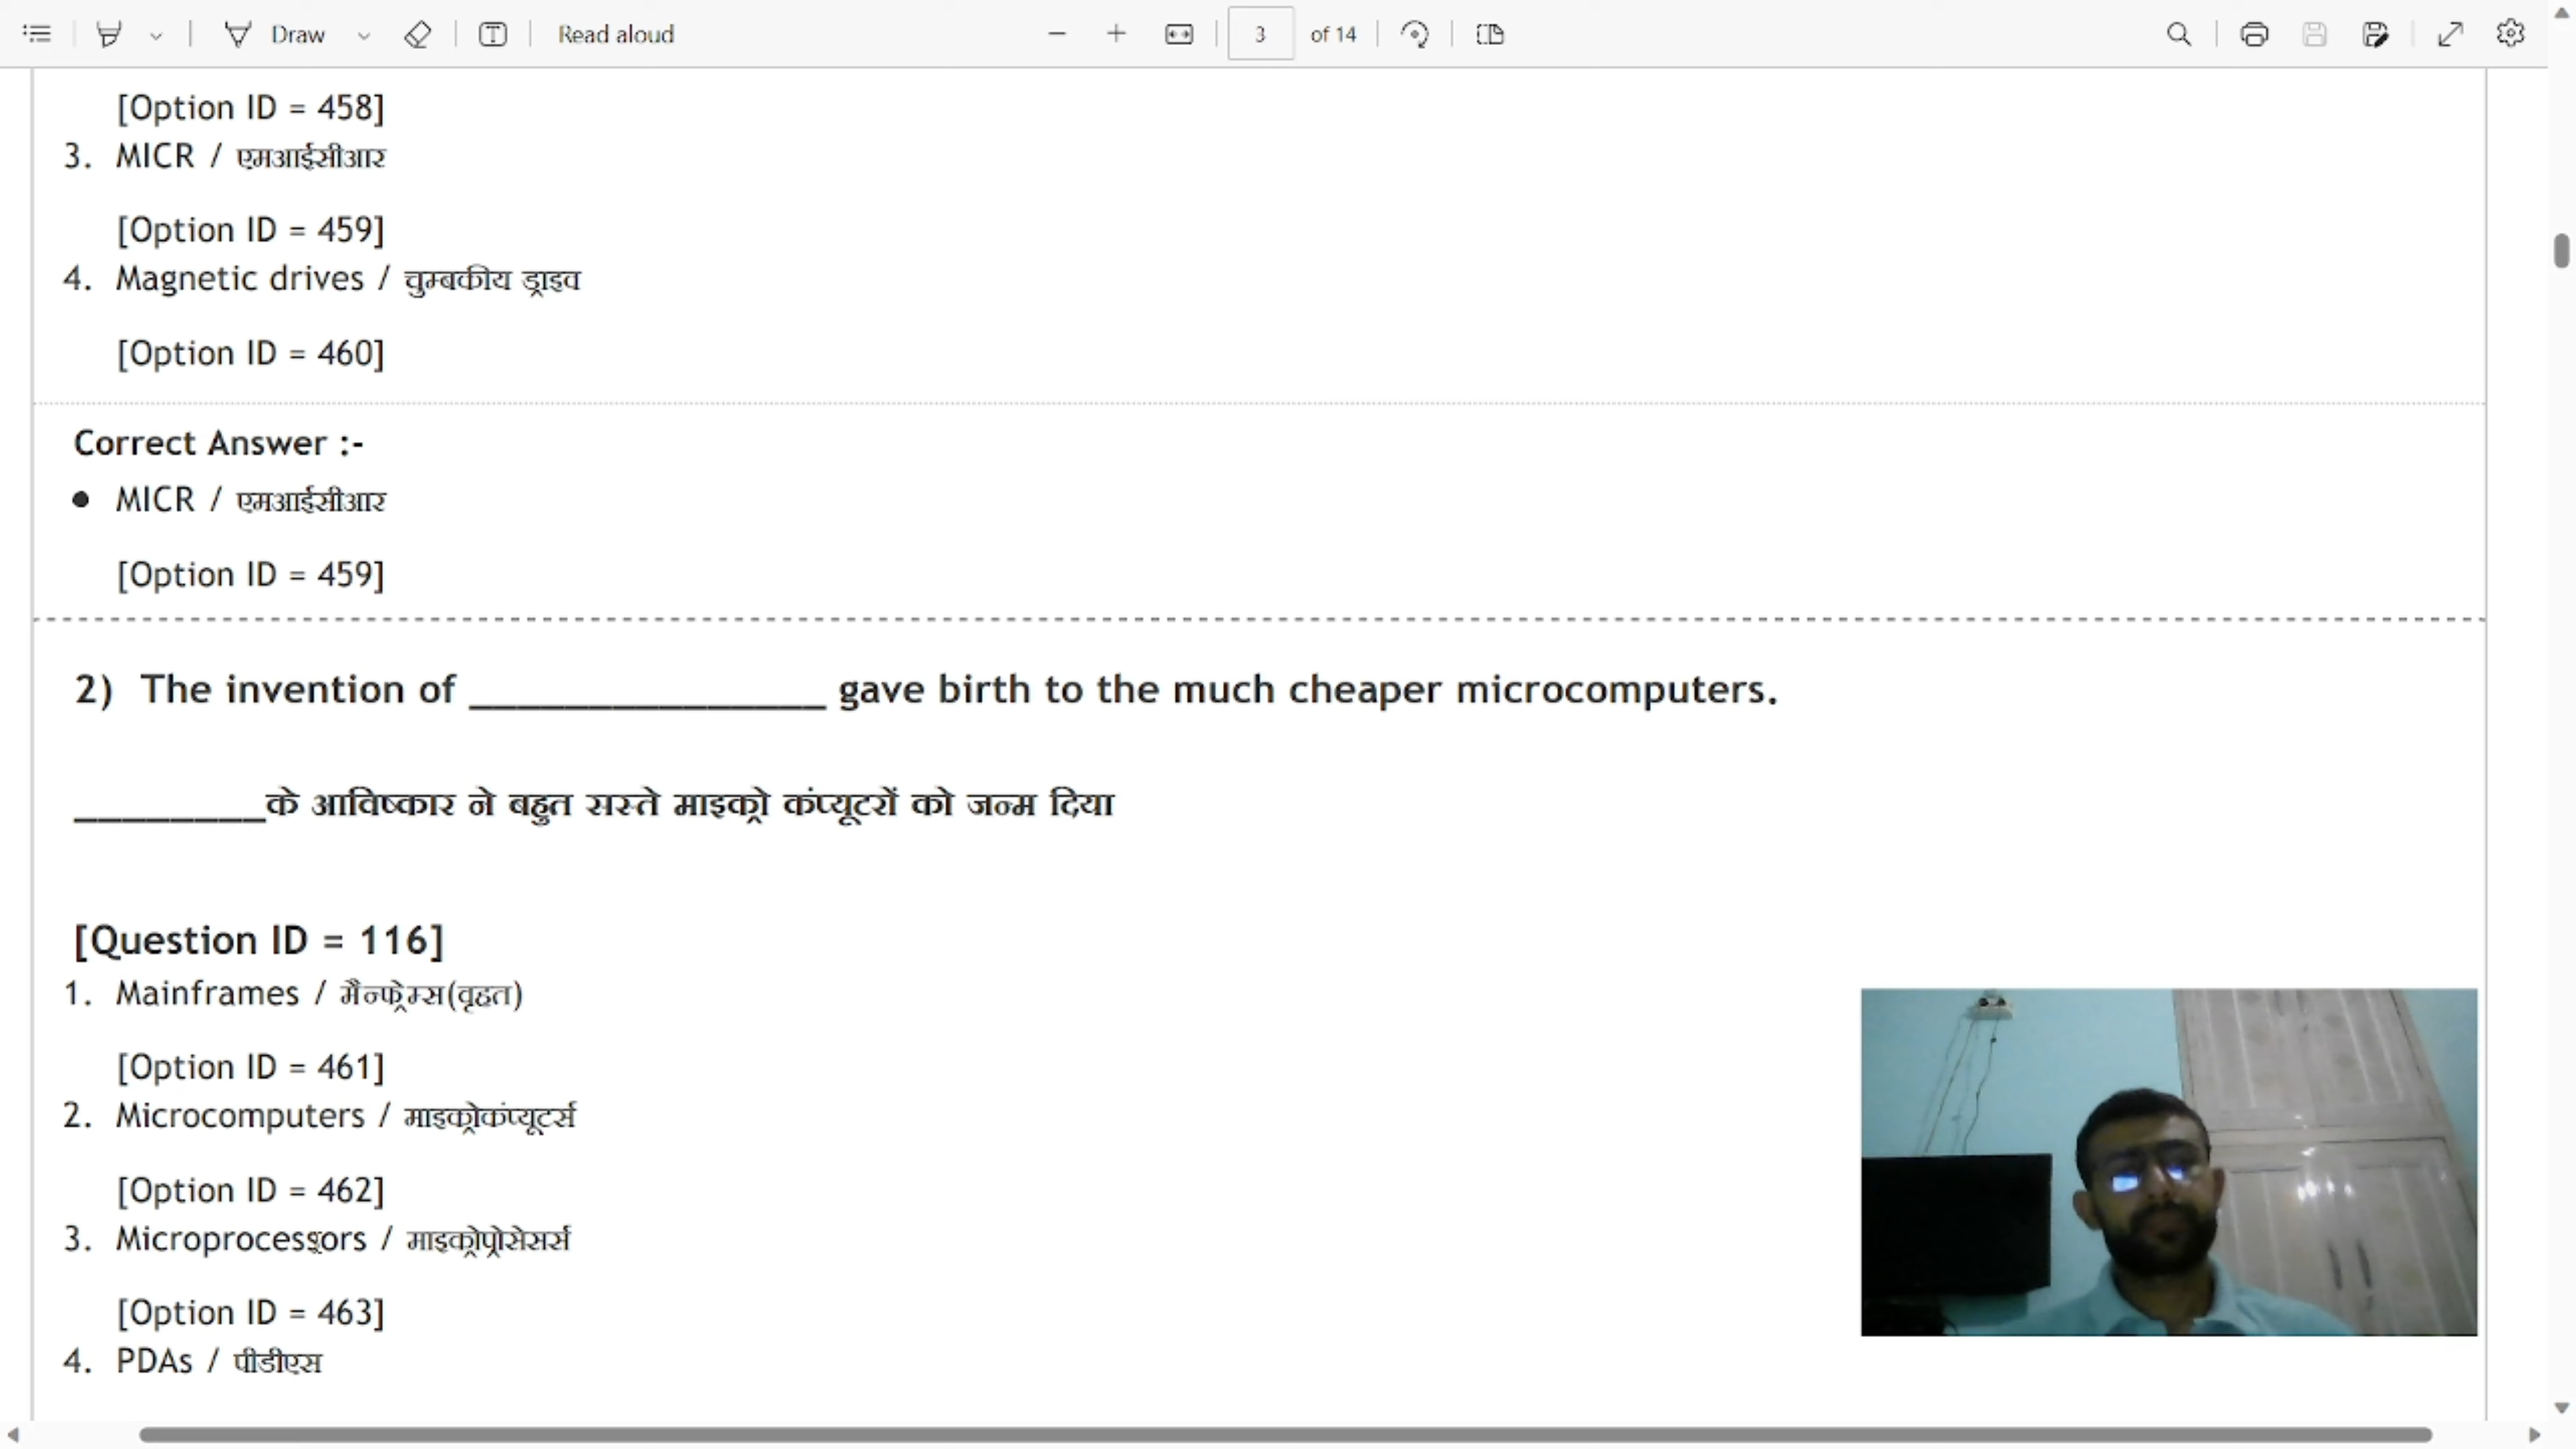 Draw
Read aloud
3 of 14
[Option ID = 458]
3. MICR / एमआईसीआर
[Option ID = 459]
4. Magnetic drives / चुम्बकीय ड्राइव
[Option ID = 460]
Correct Answer :-
● MICR / एमआईसीआर
[Option ID = 459]
2) The invention of _______________ gave birth to the much cheaper microcomputers.
_________के आविष्कार ने बहुत सस्ते माइक्रो कंप्यूटरों को जन्म दिया
[Question ID = 116]
1. Mainframes / मैन्फ्रेम्स(वृहत)
[Option ID = 461]
2. Microcomputers / माइक्रोकंप्यूटर्स
[Option ID = 462]
3. Microprocessors / माइक्रोप्रोसेसर्स
[Option ID = 463]
4. PDAs / पीडीएस